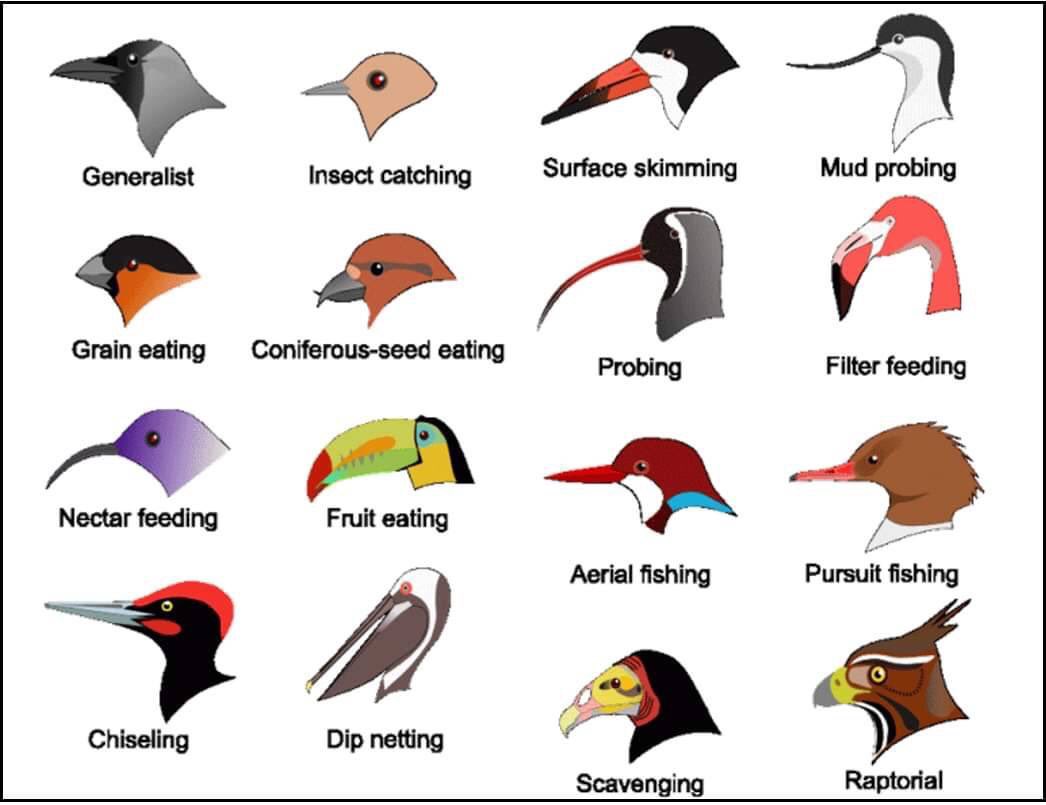 Generalist
Insect catching
Surface skimming
Mud probing
Grain eating
Coniferous-seed eating
Probing
Filter feeding
Nectar feeding
Fruit eating
Aerial fishing
Pursuit fishing
Chiseling
Dip netting
Scavenging
Raptorial